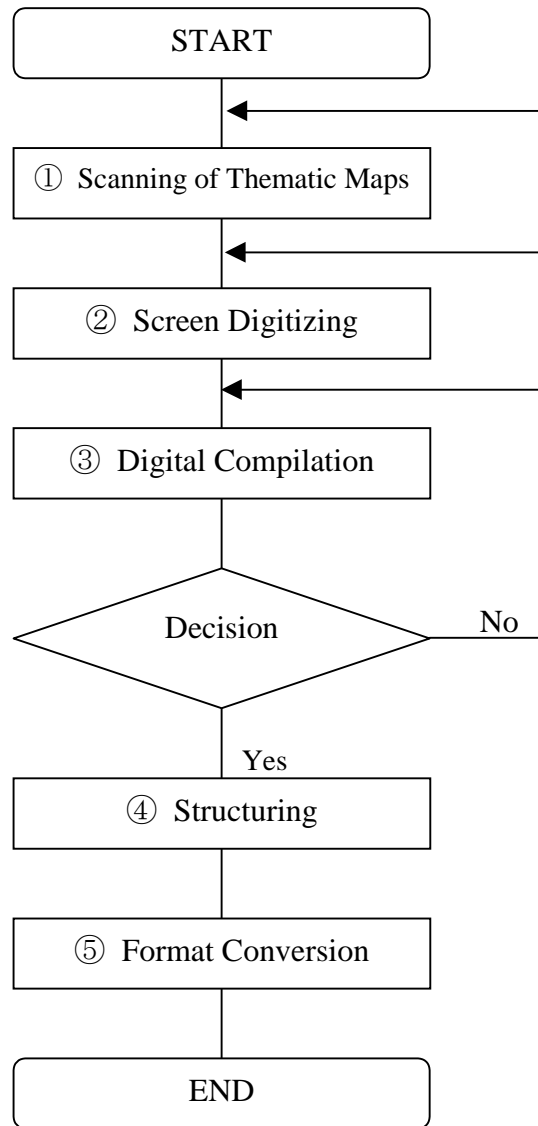 START
① Scanning of Thematic Maps
② Screen Digitizing
③ Digital Compilation
Decision
No
Yes
④ Structuring
⑤ Format Conversion
END